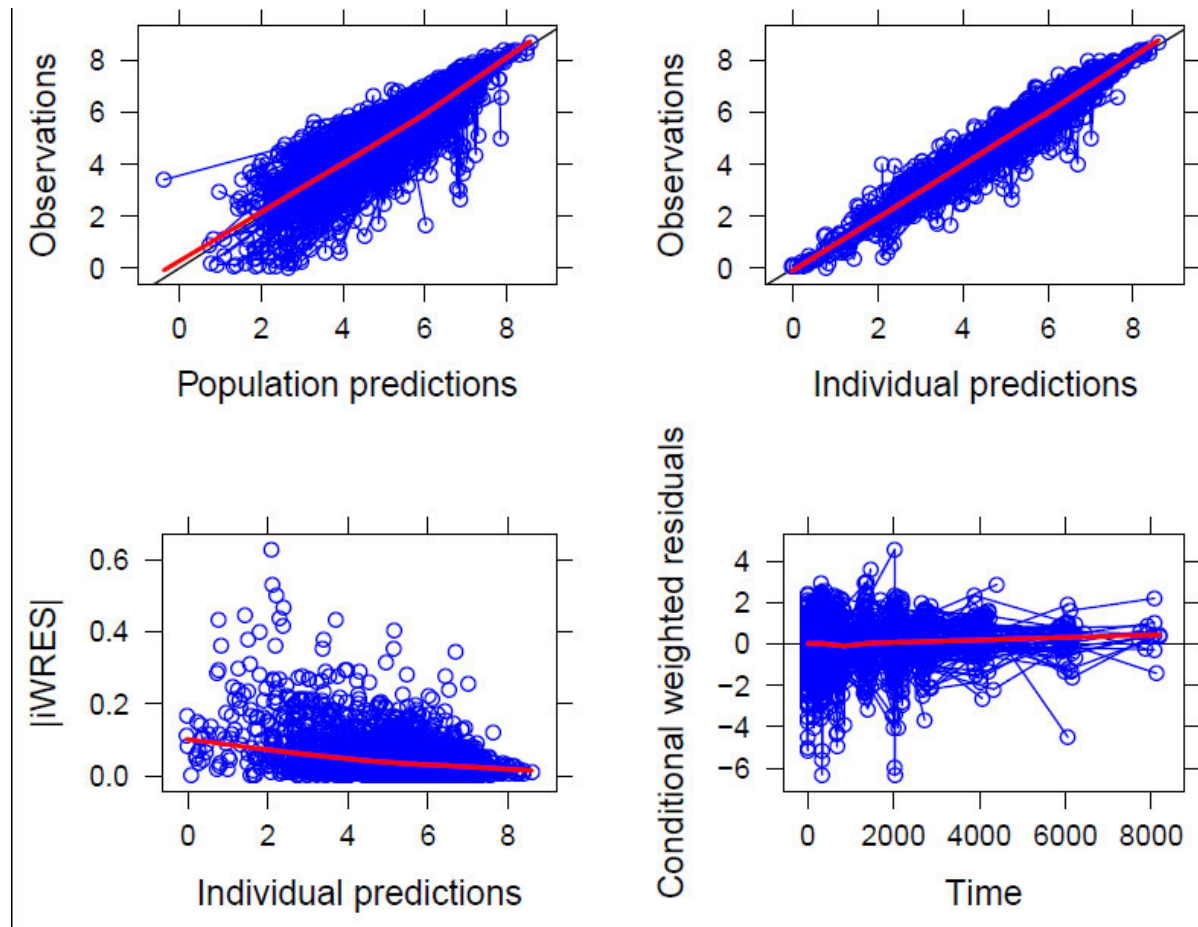 Observations
8
6
4
2
0
0 2 4 6 8
Population predictions
Observations
8
6
4
2
0
0 2 4 6 8
Individual predictions
|iWRES|
0.6
0.4
0.2
0.0
0 2 4 6 8
Individual predictions
Conditional weighted residuals
4
2
0
−2
−4
−6
0 2000 4000 6000 8000
Time